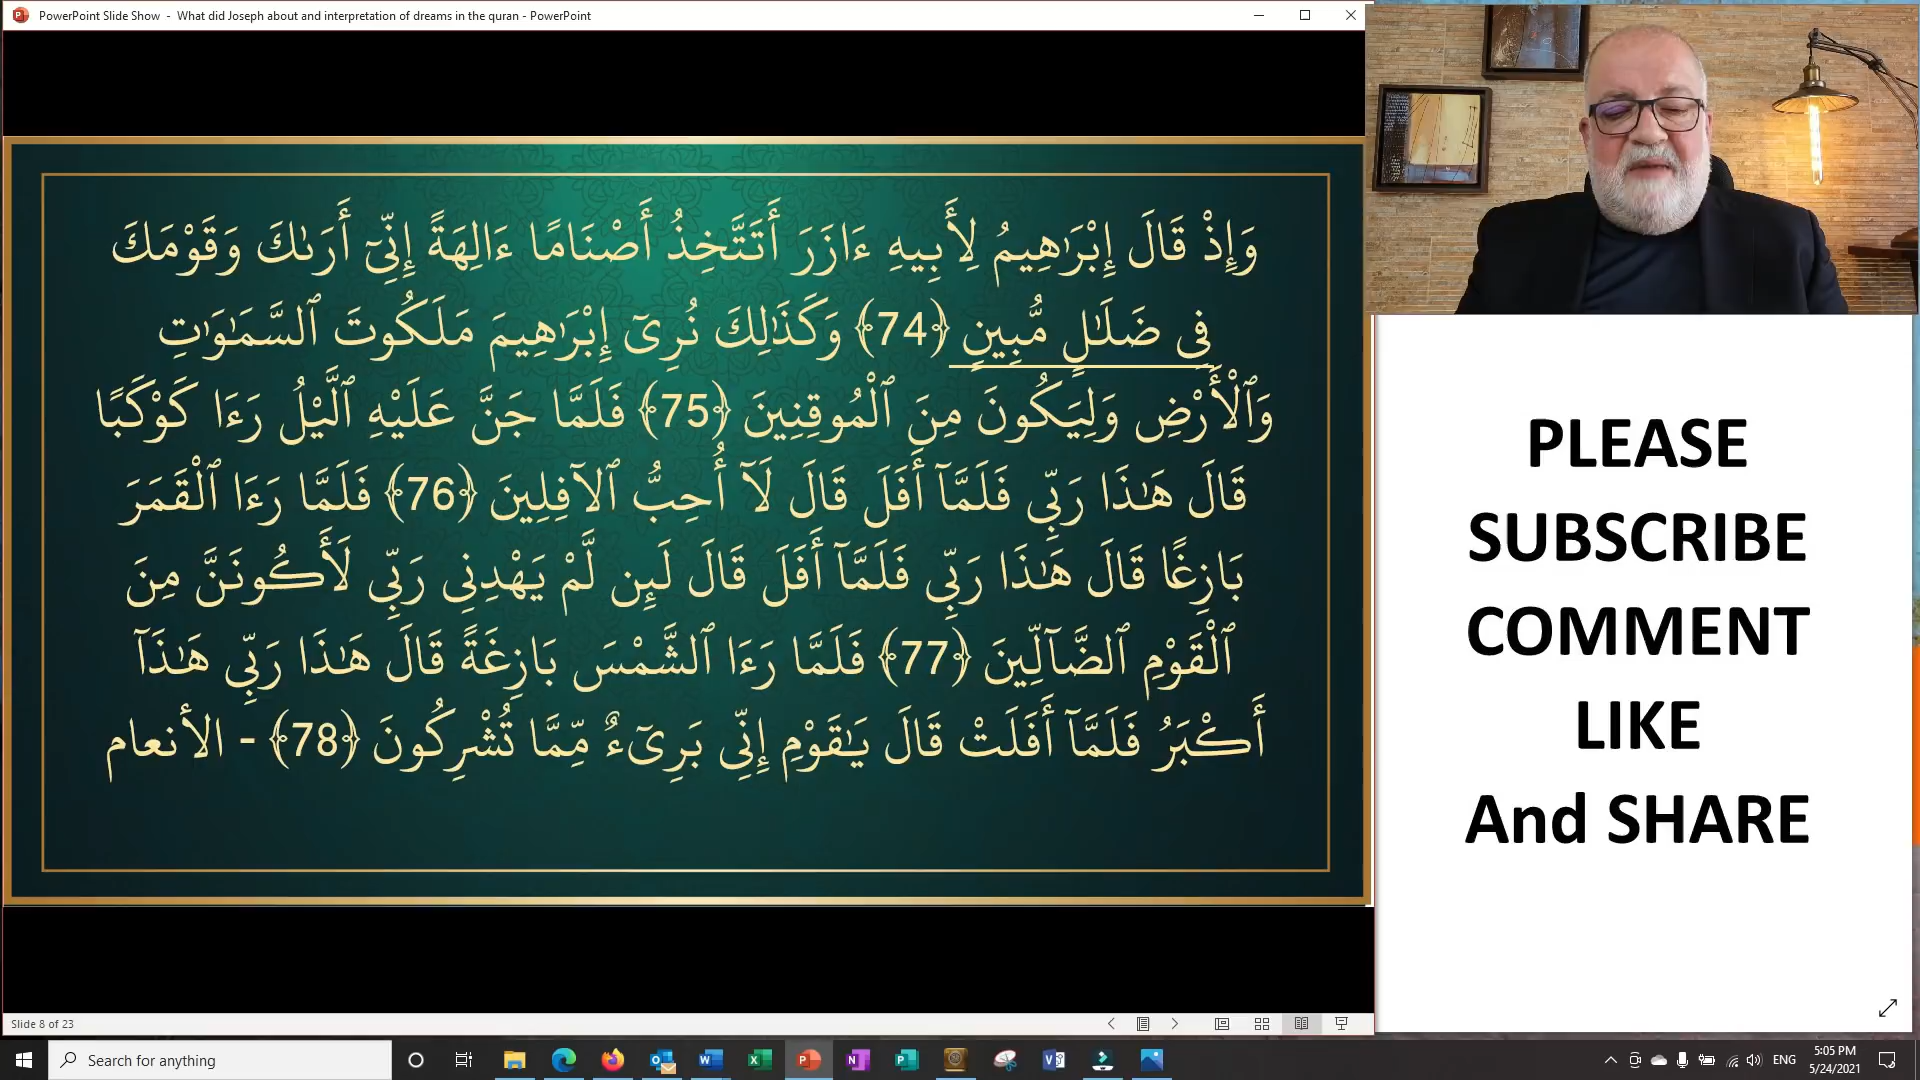 PowerPoint Slide Show - What did Joseph about and interpretation of dreams in the quran - PowerPoint
وَإِذْ قَالَ إِبْرَٰهِيمُ لِأَبِيهِ ءَازَرَ أَتَتَّخِذُ أَصْنَامًا ءَالِهَةً إِنِّىٓ أَرَىٰكَ وَقَوْمَكَ
فِى ضَلَـٰلٍ مُّبِينٍ ﴿74﴾ وَكَذَٰلِكَ نُرِىٓ إِبْرَٰهِيمَ مَلَكُوتَ ٱلسَّمَـٰوَٰتِ
وَٱلْأَرْضِ وَلِيَكُونَ مِنَ ٱلْمُوقِنِينَ ﴿75﴾ فَلَمَّا جَنَّ عَلَيْهِ ٱلَّيْلُ رَءَا كَوْكَبًا
قَالَ هَـٰذَا رَبِّى فَلَمَّآ أَفَلَ قَالَ لَآ أُحِبُّ ٱلْآفِلِينَ ﴿76﴾ فَلَمَّا رَءَا ٱلْقَمَرَ
بَازِغًا قَالَ هَـٰذَا رَبِّى فَلَمَّآ أَفَلَ قَالَ لَئِن لَّمْ يَهْدِنِى رَبِّى لَأَكُونَنَّ مِنَ
ٱلْقَوْمِ ٱلضَّآلِّينَ ﴿77﴾ فَلَمَّا رَءَا ٱلشَّمْسَ بَازِغَةً قَالَ هَـٰذَا رَبِّى هَـٰذَآ
أَكْبَرُ فَلَمَّآ أَفَلَتْ قَالَ يَـٰقَوْمِ إِنِّى بَرِىٓءٌ مِّمَّا تُشْرِكُونَ ﴿78﴾ - الأنعام
PLEASE
SUBSCRIBE
COMMENT
LIKE
And SHARE
Slide 8 of 23
Search for anything
ENG
5:05 PM
5/24/2021